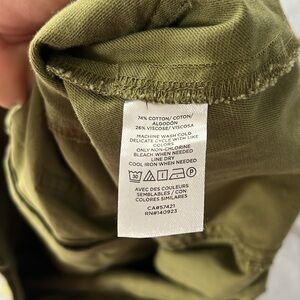 74% COTTON/ COTON/
ALGODÓN
26% VISCOSE/ VISCOSA
MACHINE WASH COLD
DELICATE CYCLE WITH LIKE
COLORS
ONLY NON-CHLORINE
BLEACH WHEN NEEDED
LINE DRY
COOL IRON WHEN NEEDED
30 P
AVEC DES COULEURS
SEMBLABLES / CON
COLORES SIMILARES
CA#57421
RN#140923